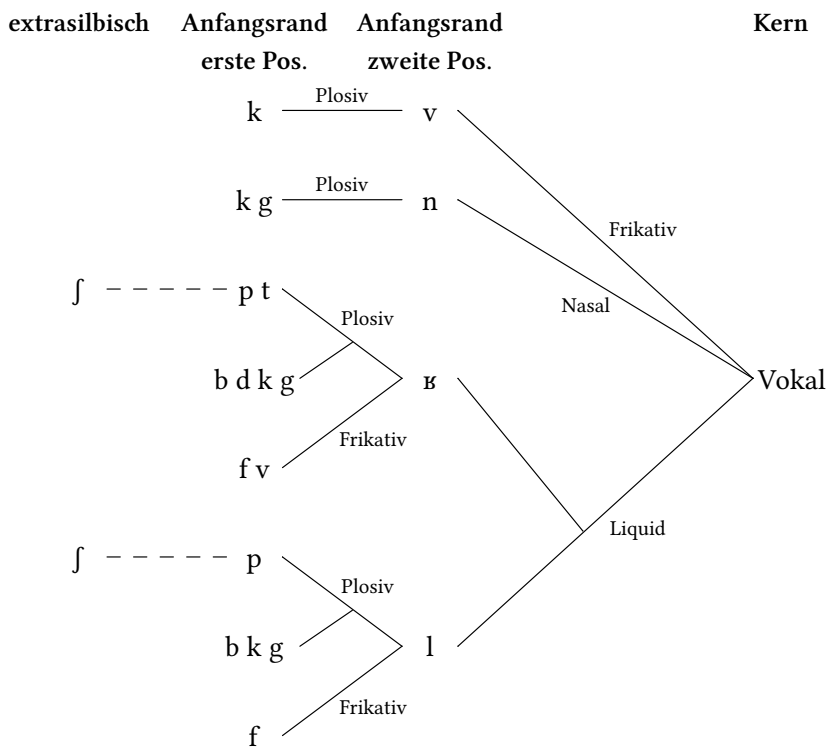 extrasilbisch Anfangsrand Anfangsrand Kern
erste Pos. zweite Pos.
k Plosiv v
k g Plosiv n
Frikativ
ʃ p t Nasal
Plosiv
b d k g ʁ Vokal
Frikativ
f v
Liquid
ʃ p
Plosiv
b k g l
Frikativ
f